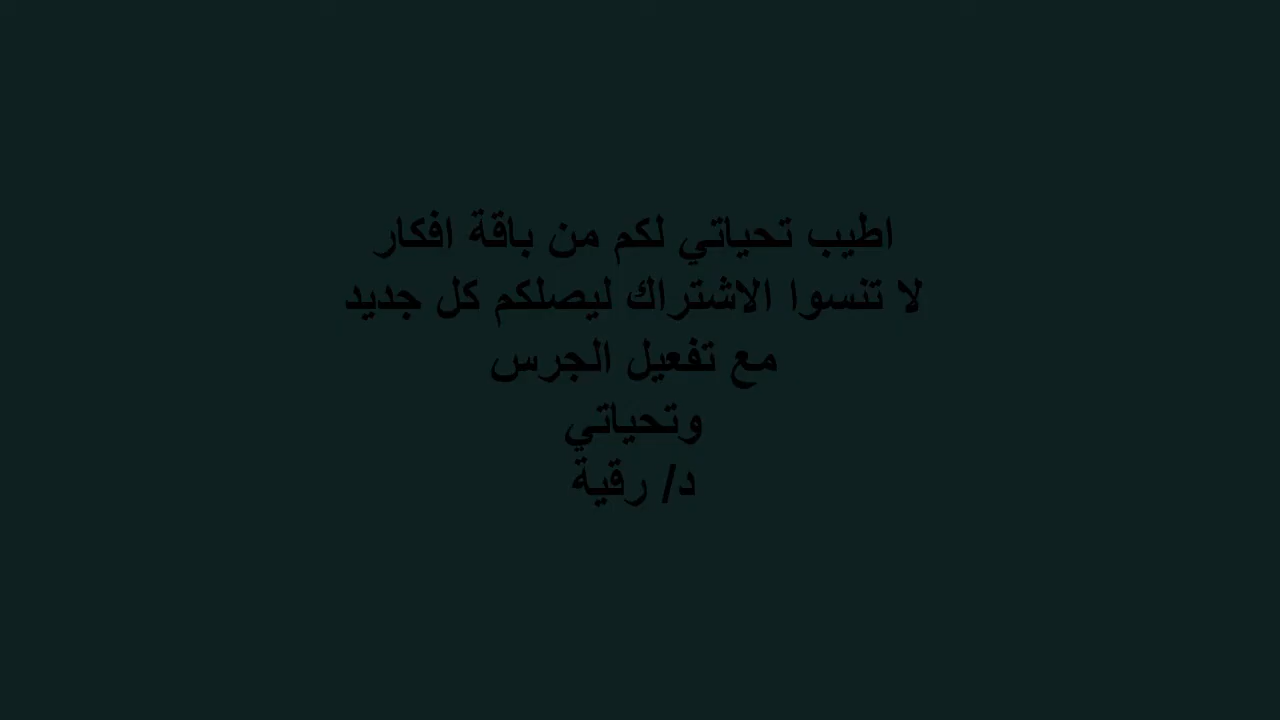 اطيب تحياتي لكم من باقة افكار
لا تنسوا الاشتراك ليصلكم كل جديد
مع تفعيل الجرس
وتحياتي
د/ رقية